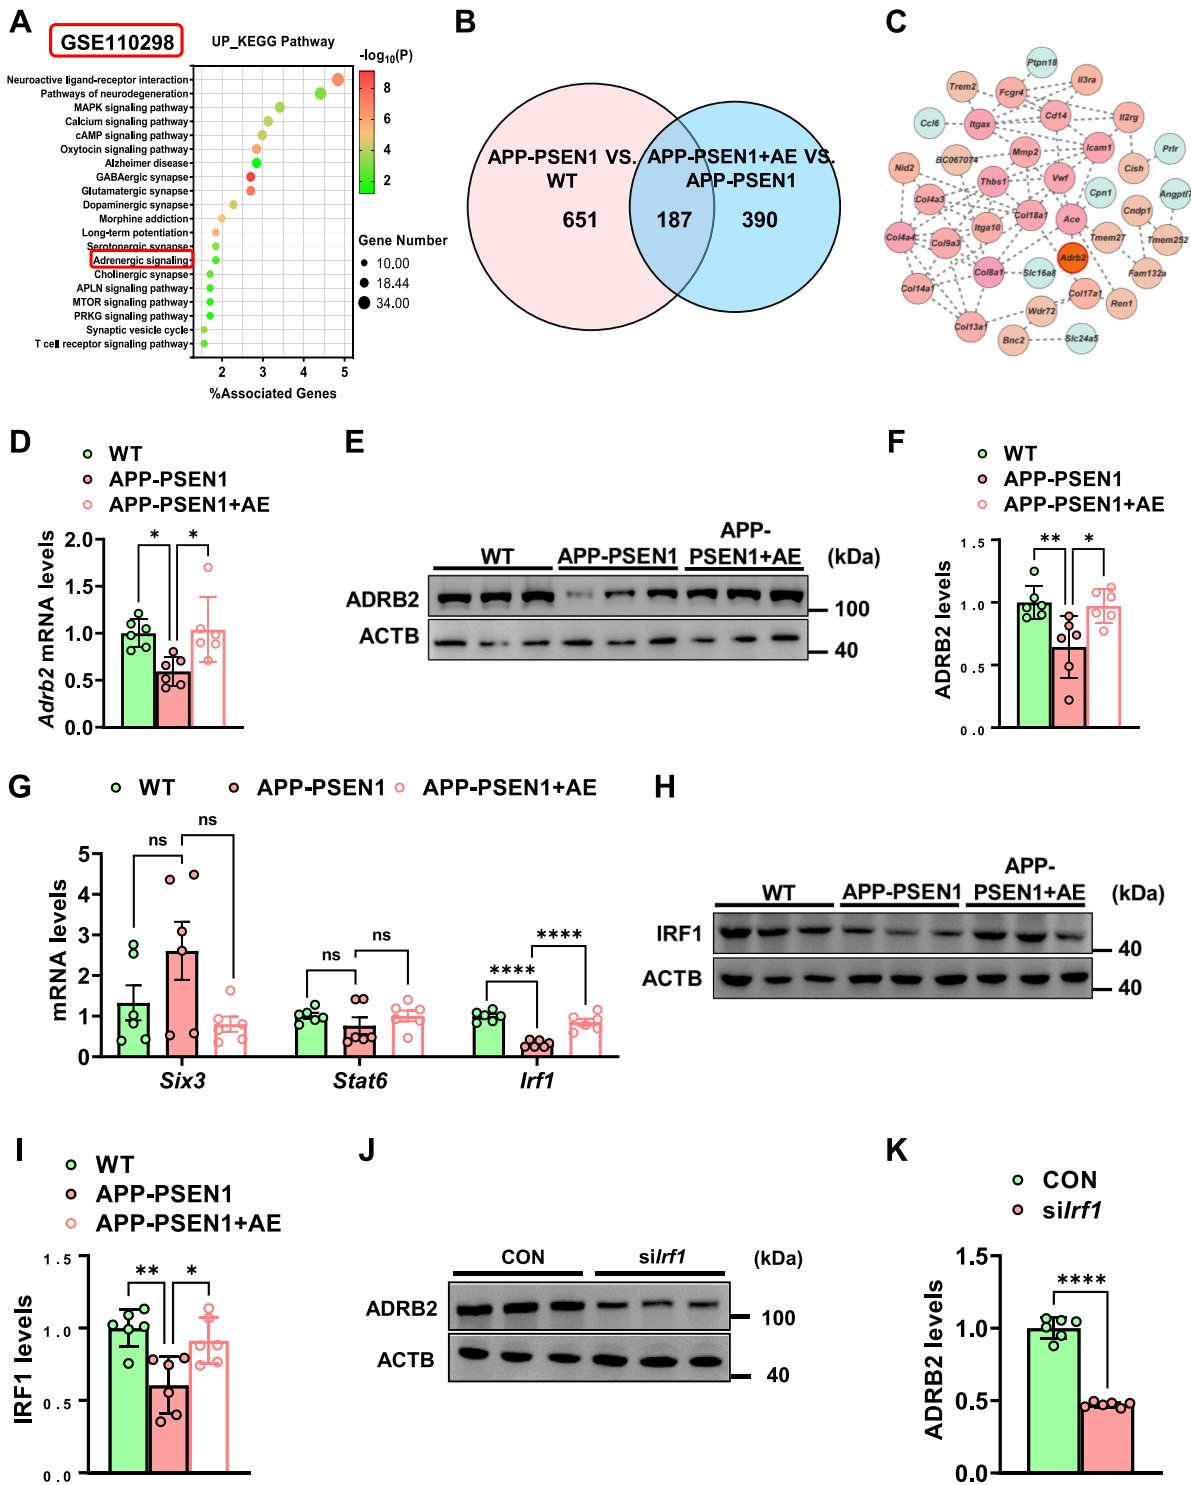 A
GSE110298
UP_KEGG Pathway
-log10(P)
Neuroactive ligand-receptor interaction
Pathways of neurodegeneration
MAPK signaling pathway
Calcium signaling pathway
cAMP signaling pathway
Oxytocin signaling pathway
Alzheimer disease
GABAergic synapse
Glutamatergic synapse
Dopaminergic synapse
Morphine addiction
Long-term potentiation
Serotonergic synapse
Adrenergic signaling
Cholinergic synapse
APLN signaling pathway
MTOR signaling pathway
PRKG signaling pathway
Synaptic vesicle cycle
T cell receptor signaling pathway
2 3 4 5
%Associated Genes
8
6
4
2
Gene Number
10.00
18.44
34.00
B
APP-PSEN1 VS.
WT
651
187
APP-PSEN1+AE VS.
APP-PSEN1
390
C
Ptpn18
Il3ra
Trem2
Fcgr4
Cd14
Il2rg
Ccl6
Itgax
Icam1
Prlr
BC067074
Mmp2
Cish
Nid2
Thbs1
Vwf
Cpn1
Angptl7
Col4a3
Col18a1
Ace
Cndp1
Itga10
Col4a4
Col9a3
Tmem27
Tmem252
Adrb2
Col8a1
Slc16a8
Fam132a
Col14a1
Col17a1
Ren1
Wdr72
Col13a1
Bnc2
Slc24a5
D
WT
APP-PSEN1
APP-PSEN1+AE
Adrb2 mRNA levels
2.0
1.5
1.0
0.5
0.0
* *
E
WT
APP-PSEN1
APP-
PSEN1+AE
(kDa)
ADRB2
100
ACTB
40
F
WT
APP-PSEN1
APP-PSEN1+AE
ADRB2 levels
1.5
1.0
0.5
0.0
** *
G
WT APP-PSEN1 APP-PSEN1+AE
mRNA levels
5
4
3
2
1
0
ns ns
ns ns
**** ****
Six3 Stat6 Irf1
H
WT
APP-PSEN1
APP-
PSEN1+AE
(kDa)
IRF1
40
ACTB
40
I
WT
APP-PSEN1
APP-PSEN1+AE
IRF1 levels
1.5
1.0
0.5
0.0
** *
J
CON
siIrf1
(kDa)
ADRB2
100
ACTB
40
K
CON
siIrf1
ADRB2 levels
1.5
1.0
0.5
0.0
****